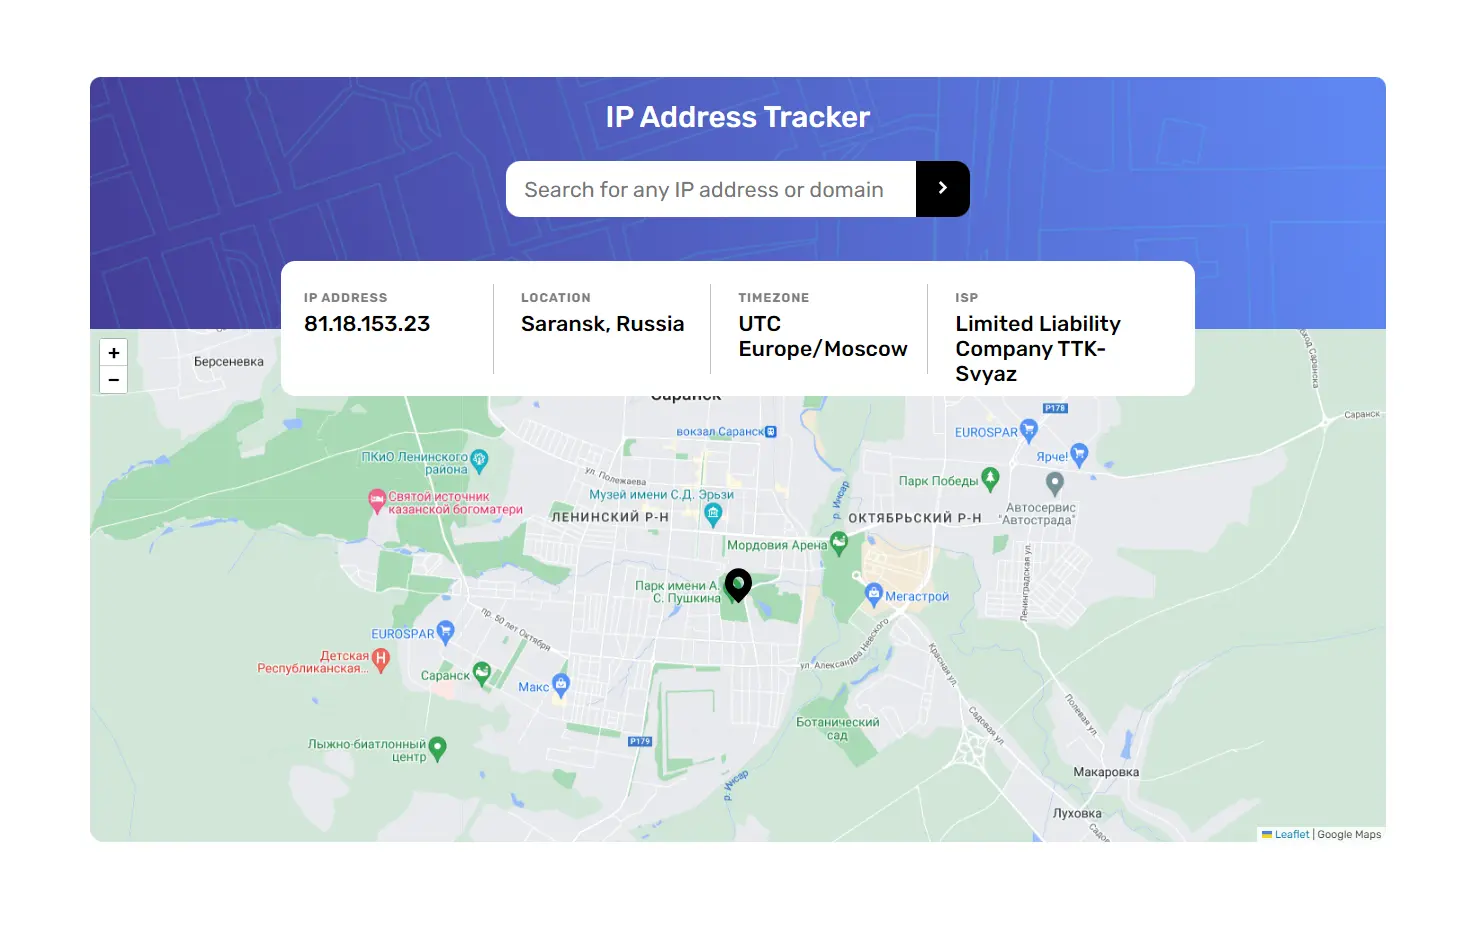 IP Address Tracker
Search for any IP address or domain
IP ADDRESS
81.18.153.23
LOCATION
Saransk, Russia
TIMEZONE
UTC
Europe/Moscow
ISP
Limited Liability
Company TTK-
Svyaz
+
−
Берсеневка
Саранск
вокзал Саранск
P178
Саранск
EUROSPAR
Ярче!
ПКиО Ленинского
района
Святой источник
казанской богоматери
ул. Полежаева
Музей имени С.Д. Эрьзи
ЛЕНИНСКИЙ Р-Н
р. Инсар
Парк Победы
Автосервис
"Автострада"
ОКТЯБРЬСКИЙ Р-Н
Мордовия Арена
Парк имени А.
С. Пушкина
Мегастрой
Ленинградская ул.
EUROSPAR
пр. 50 лет Октября
Детская
Республиканская...
Саранск
Макс
ул. Александра Невского
Красная ул.
Садовая ул.
Полевая ул.
Ботанический
сад
P179
Лыжно-биатлонный
центр
р. Инсар
Макаровка
Луховка
Leaflet | Google Maps